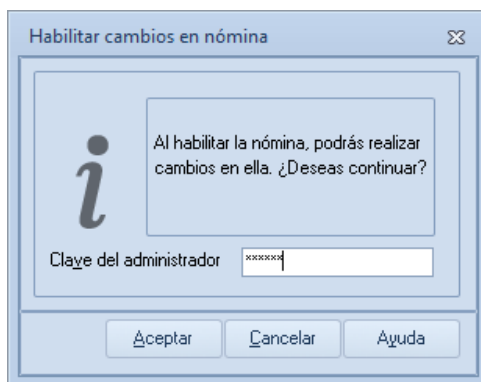 Habilitar cambios en nómina
Al habilitar la nómina, podrás realizar
cambios en ella. ¿Deseas continuar?
Clave del administrador
××××××
Aceptar
Cancelar
Ayuda